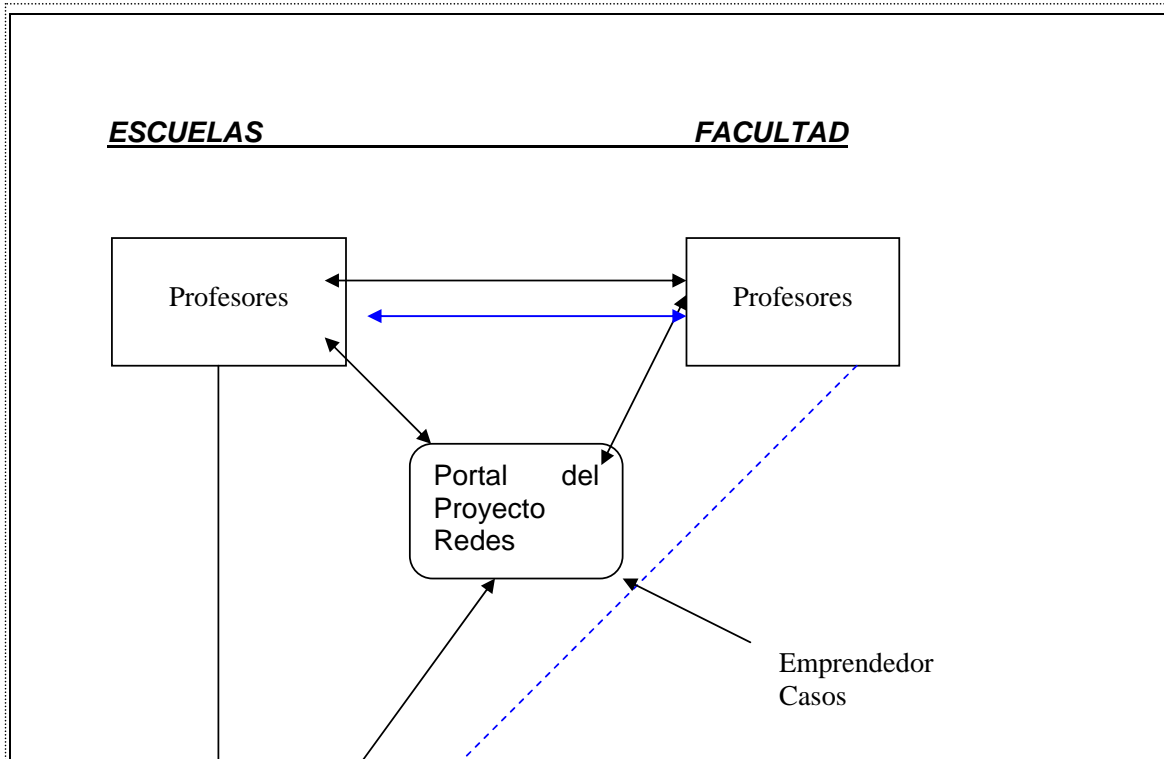 ESCUELAS FACULTAD
Profesores Profesores
Portal del
Proyecto
Redes
Emprendedor
Casos